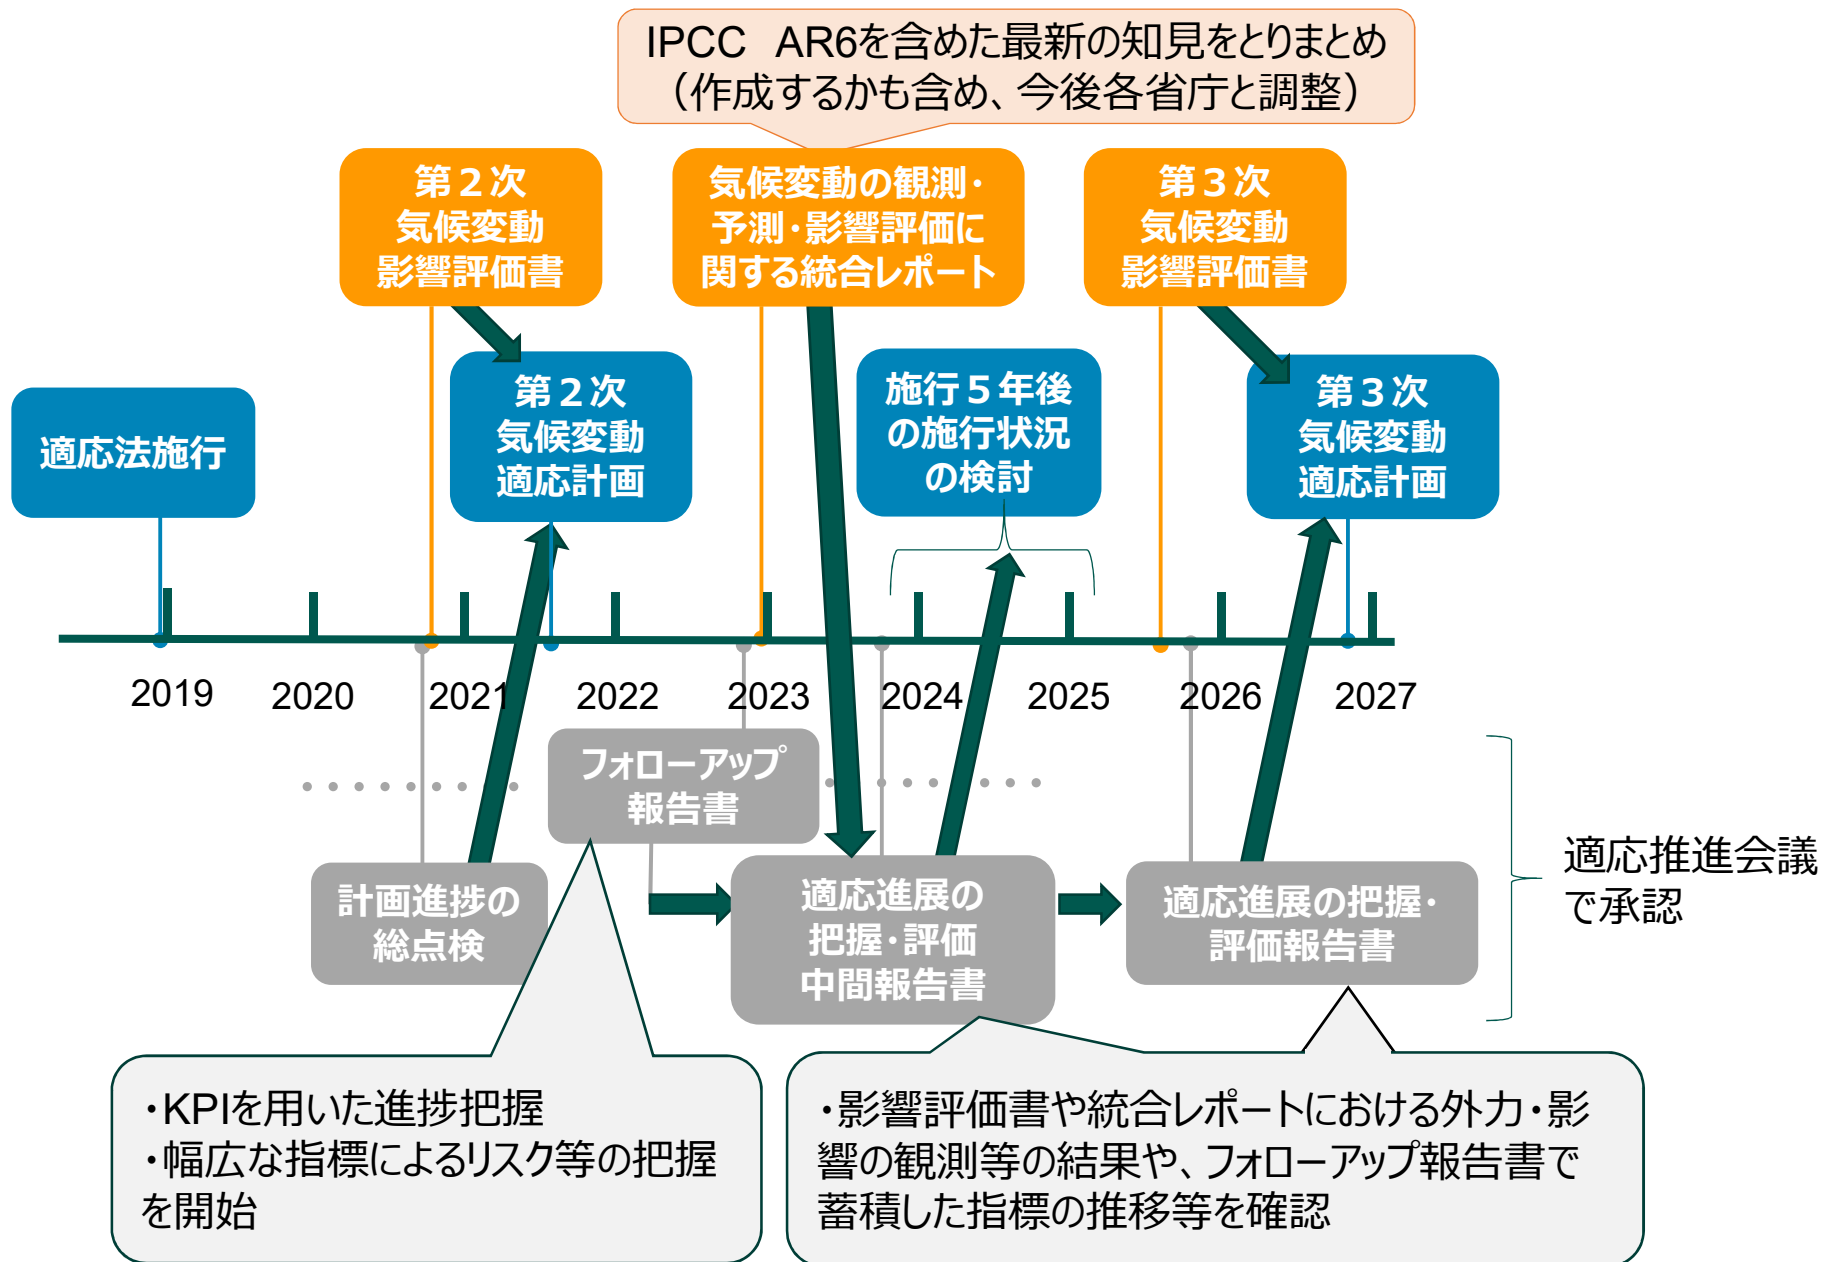 IPCC　AR6を含めた最新の知見をとりまとめ
（作成するかも含め、今後各省庁と調整）
第２次
気候変動
影響評価書
気候変動の観測・
予測・影響評価に
関する統合レポート
第３次
気候変動
影響評価書
適応法施行
第２次
気候変動
適応計画
施行５年後
の施行状況
の検討
第３次
気候変動
適応計画
2019
2020
2021
2022
2023
2024
2025
2026
2027
フォローアップ
報告書
計画進捗の
総点検
適応進展の
把握・評価
中間報告書
適応進展の把握・
評価報告書
適応推進会議
で承認
・KPIを用いた進捗把握
・幅広な指標によるリスク等の把握
を開始
・影響評価書や統合レポートにおける外力・影
響の観測等の結果や、フォローアップ報告書で
蓄積した指標の推移等を確認